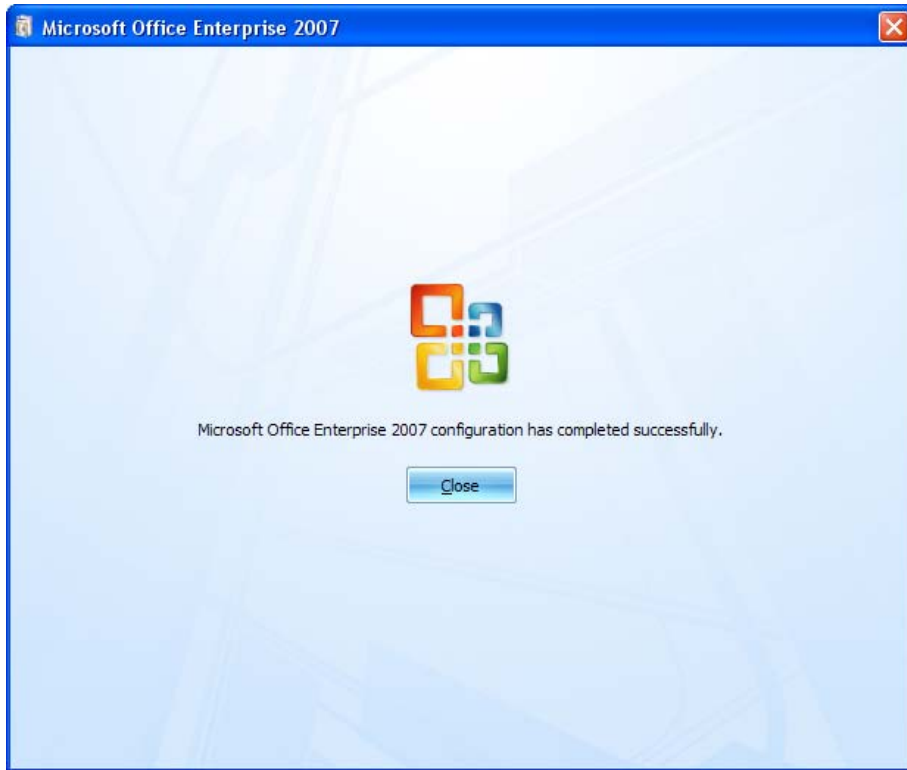 Microsoft Office Enterprise 2007
Microsoft Office Enterprise 2007 configuration has completed successfully.
Close